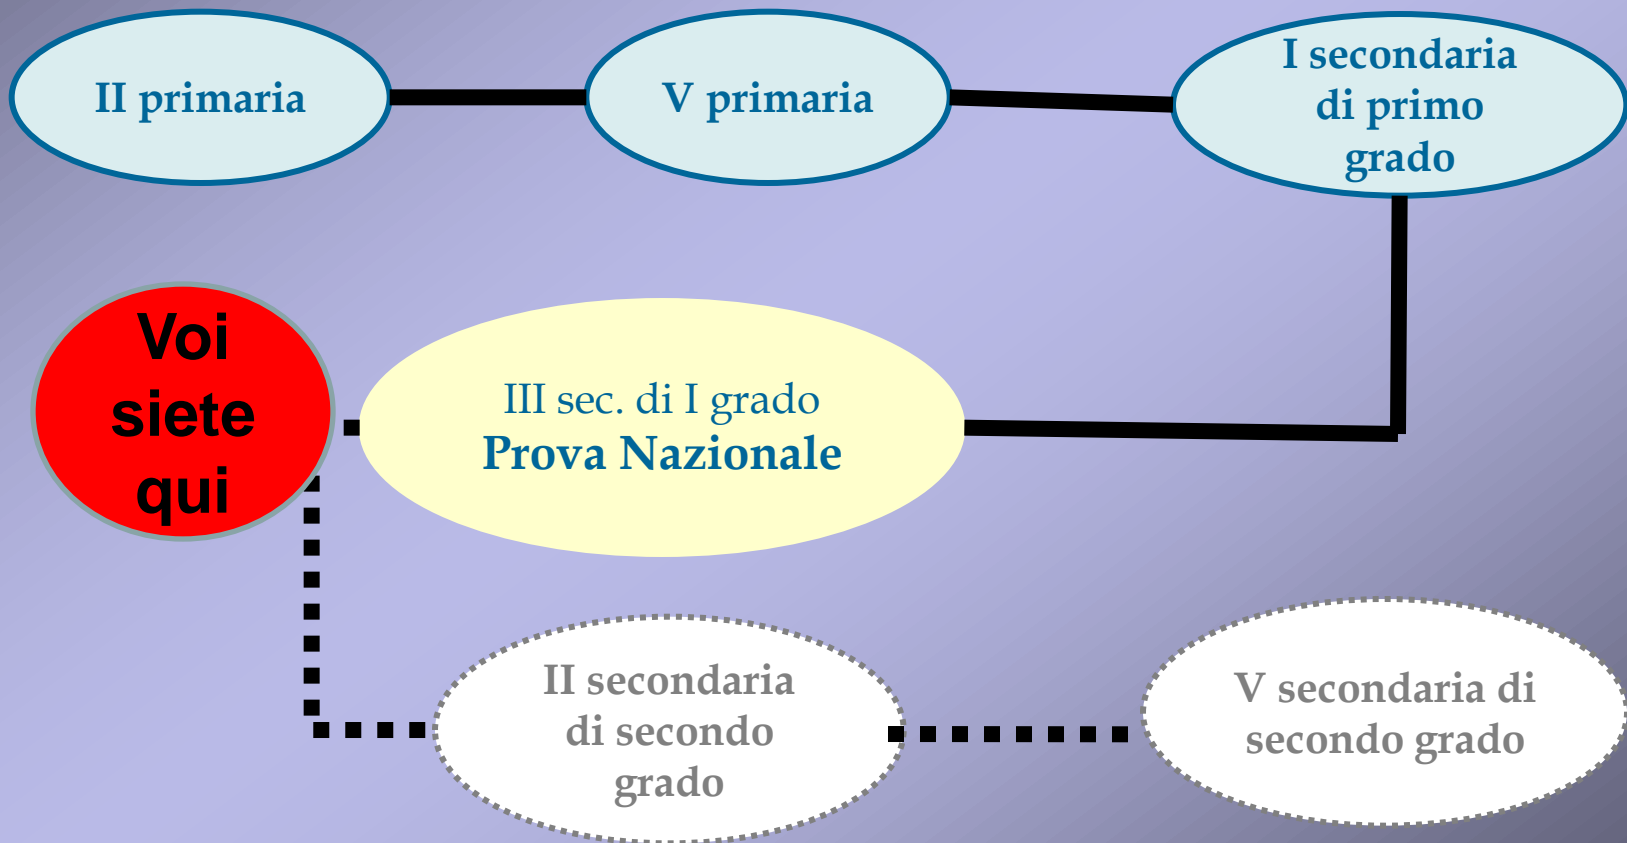 II primaria
V primaria
I secondaria
di primo
grado
Voi
siete
qui
III sec. di I grado
Prova Nazionale
II secondaria
di secondo
grado
V secondaria di
secondo grado